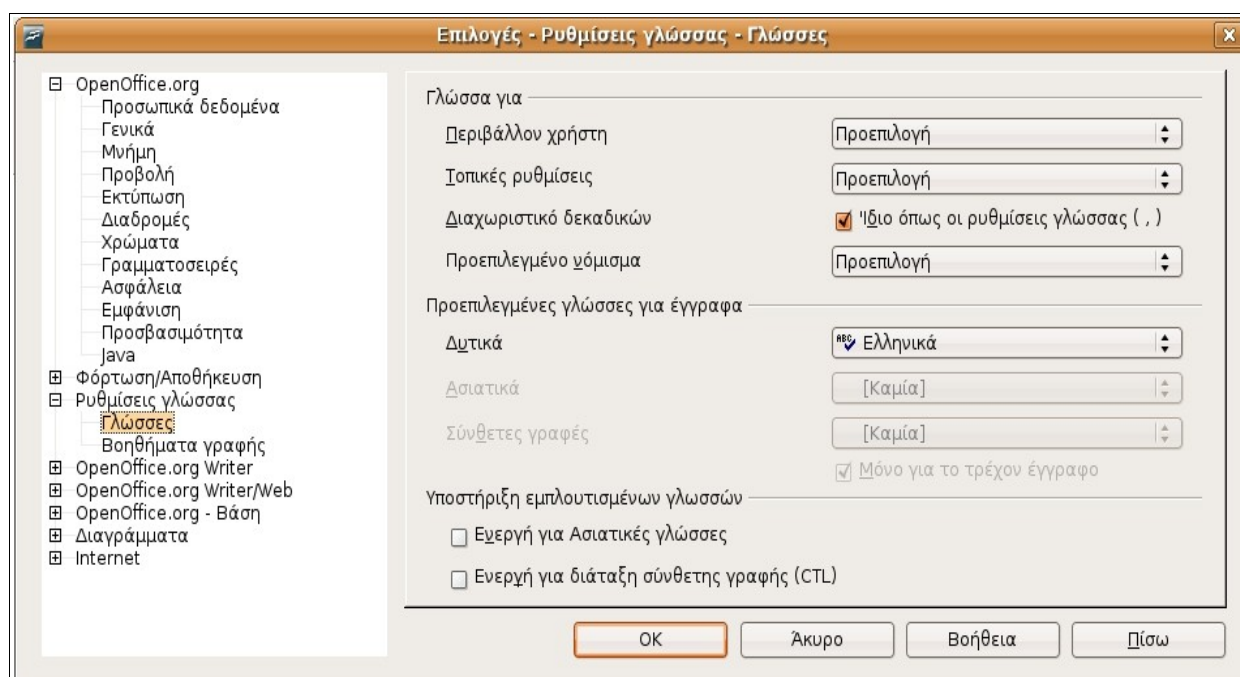 Επιλογές - Ρυθμίσεις γλώσσας - Γλώσσες
OpenOffice.org
Προσωπικά δεδομένα
Γενικά
Μνήμη
Προβολή
Εκτύπωση
Διαδρομές
Χρώματα
Γραμματοσειρές
Ασφάλεια
Εμφάνιση
Προσβασιμότητα
Java
Φόρτωση/Αποθήκευση
Ρυθμίσεις γλώσσας
Γλώσσες
Βοηθήματα γραφής
OpenOffice.org Writer
OpenOffice.org Writer/Web
OpenOffice.org - Βάση
Διαγράμματα
Internet
Γλώσσα για
Περιβάλλον χρήστη Προεπιλογή
Τοπικές ρυθμίσεις Προεπιλογή
Διαχωριστικό δεκαδικών Ίδιο όπως οι ρυθμίσεις γλώσσας ( , )
Προεπιλεγμένο νόμισμα Προεπιλογή
Προεπιλεγμένες γλώσσες για έγγραφα
Δυτικά ABC Ελληνικά
Ασιατικά [Καμία]
Σύνθετες γραφές [Καμία]
Μόνο για το τρέχον έγγραφο
Υποστήριξη εμπλουτισμένων γλωσσών
Ενεργή για Ασιατικές γλώσσες
Ενεργή για διάταξη σύνθετης γραφής (CTL)
OK Άκυρο Βοήθεια Πίσω